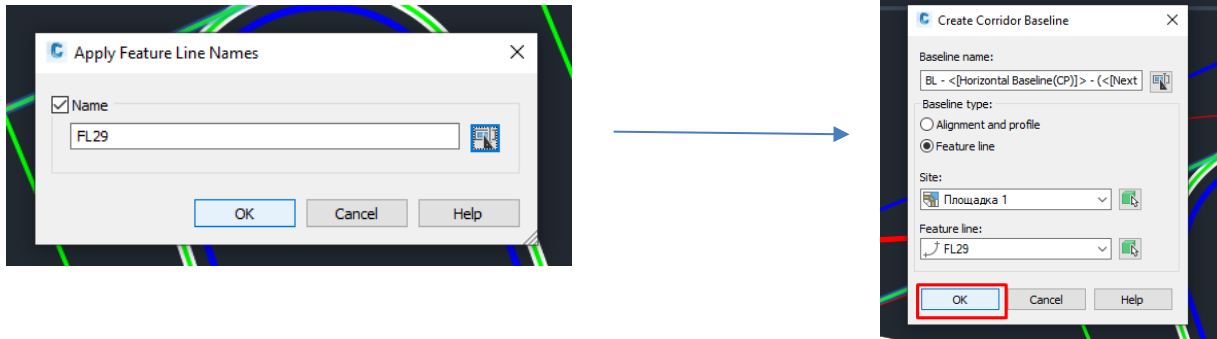 Apply Feature Line Names
Name
FL29
OK Cancel Help
Create Corridor Baseline
Baseline name:
BL - <[Horizontal Baseline(CP)]> - (<[Next
Baseline type:
Alignment and profile
Feature line
Site:
Площадка 1
Feature line:
FL29
OK Cancel Help